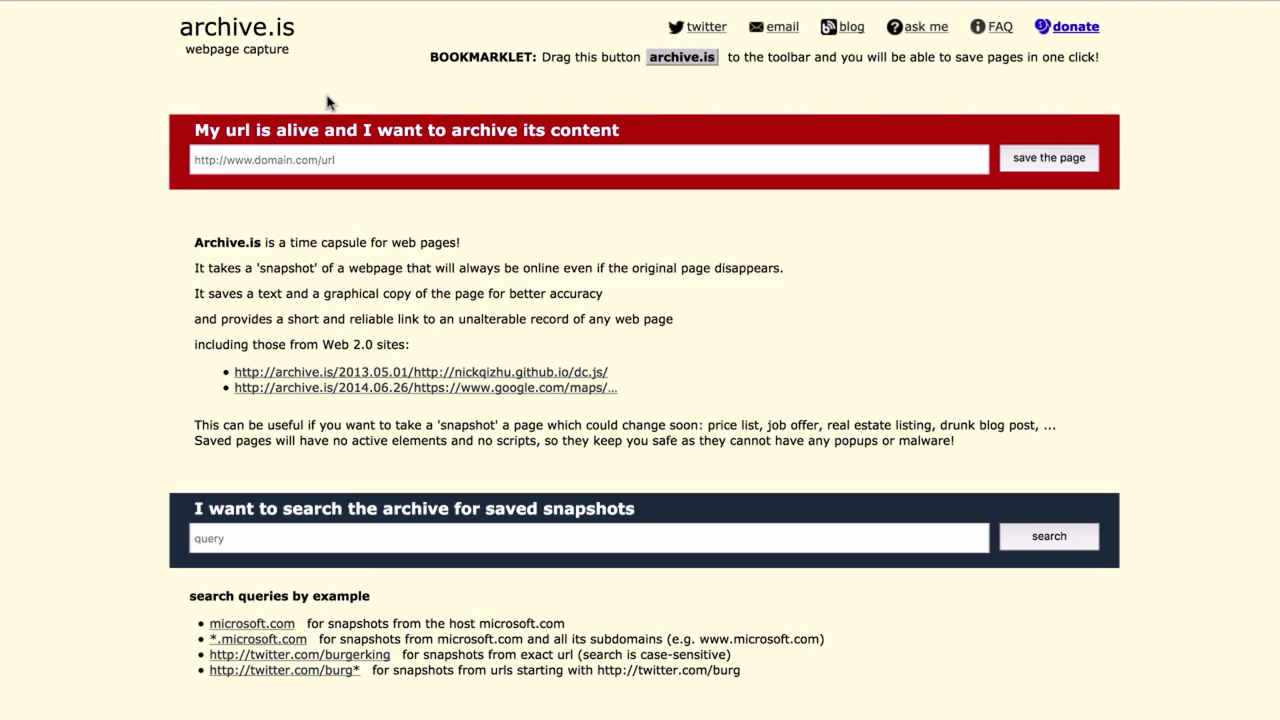 archive.is
webpage capture
twitter email blog ask me FAQ donate
BOOKMARKLET: Drag this button archive.is to the toolbar and you will be able to save pages in one click!
My url is alive and I want to archive its content
http://www.domain.com/url save the page
Archive.is is a time capsule for web pages!
It takes a 'snapshot' of a webpage that will always be online even if the original page disappears.
It saves a text and a graphical copy of the page for better accuracy
and provides a short and reliable link to an unalterable record of any web page
including those from Web 2.0 sites:
• http://archive.is/2013.05.01/http://nickqizhu.github.io/dc.js/
• http://archive.is/2014.06.26/https://www.google.com/maps/...
This can be useful if you want to take a 'snapshot' a page which could change soon: price list, job offer, real estate listing, drunk blog post, ...
Saved pages will have no active elements and no scripts, so they keep you safe as they cannot have any popups or malware!
I want to search the archive for saved snapshots
query search
search queries by example
• microsoft.com for snapshots from the host microsoft.com
• *.microsoft.com for snapshots from microsoft.com and all its subdomains (e.g. www.microsoft.com)
• http://twitter.com/burgerking for snapshots from exact url (search is case-sensitive)
• http://twitter.com/burg* for snapshots from urls starting with http://twitter.com/burg